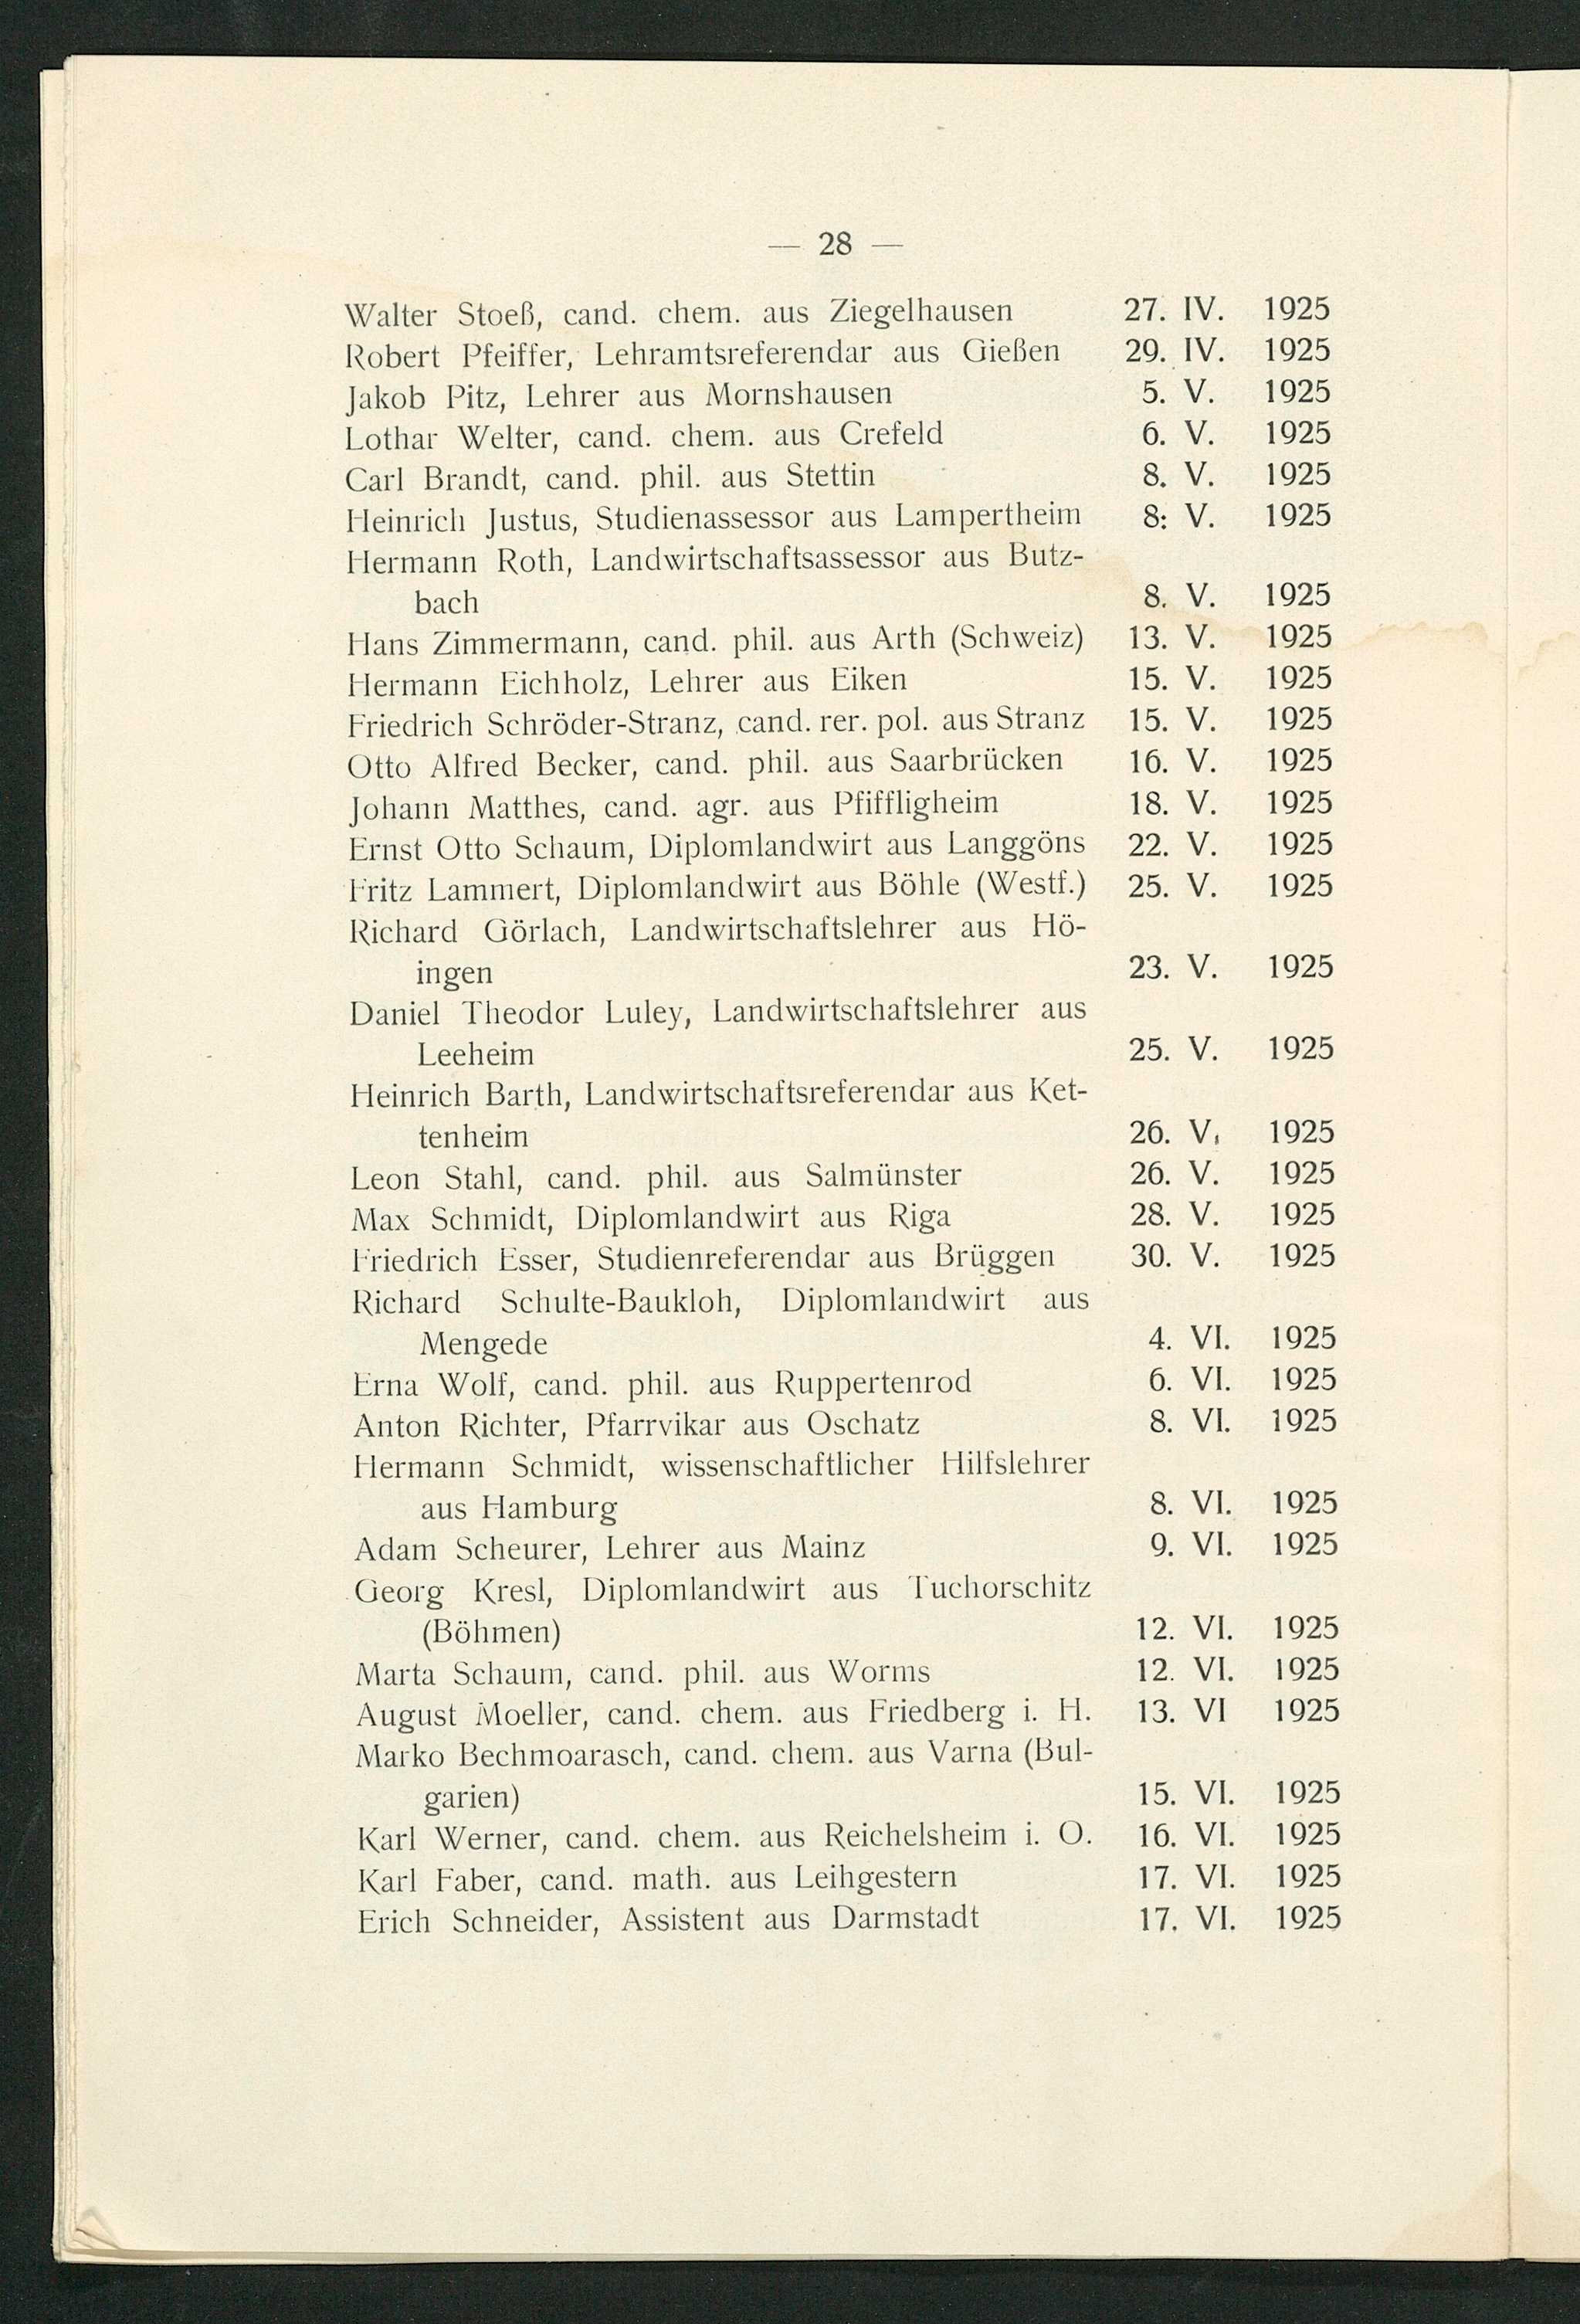 — 28 —
Walter Stoeß, cand. chem. aus Ziegelhausen 27. IV. 1925
Robert Pfeiffer, Lehramtsreferendar aus Gießen 29. IV. 1925
Jakob Pitz, Lehrer aus Mornshausen 5. V. 1925
Lothar Welter, cand. chem. aus Crefeld 6. V. 1925
Carl Brandt, cand. phil. aus Stettin 8. V. 1925
Heinrich Justus, Studienassessor aus Lampertheim 8: V. 1925
Hermann Roth, Landwirtschaftsassessor aus Butz-
bach 8. V. 1925
Hans Zimmermann, cand. phil. aus Arth (Schweiz) 13. V. 1925
Hermann Eichholz, Lehrer aus Eiken 15. V. 1925
Friedrich Schröder-Stranz, cand. rer. pol. aus Stranz 15. V. 1925
Otto Alfred Becker, cand. phil. aus Saarbrücken 16. V. 1925
Johann Matthes, cand. agr. aus Pfiffligheim 18. V. 1925
Ernst Otto Schaum, Diplomlandwirt aus Langgöns 22. V. 1925
Fritz Lammert, Diplomlandwirt aus Böhle (Westf.) 25. V. 1925
Richard Görlach, Landwirtschaftslehrer aus Hö-
ingen 23. V. 1925
Daniel Theodor Luley, Landwirtschaftslehrer aus
Leeheim 25. V. 1925
Heinrich Barth, Landwirtschaftsreferendar aus Ket-
tenheim 26. V. 1925
Leon Stahl, cand. phil. aus Salmünster 26. V. 1925
Max Schmidt, Diplomlandwirt aus Riga 28. V. 1925
Friedrich Esser, Studienreferendar aus Brüggen 30. V. 1925
Richard Schulte-Baukloh, Diplomlandwirt aus
Mengede 4. VI. 1925
Erna Wolf, cand. phil. aus Ruppertenrod 6. VI. 1925
Anton Richter, Pfarrvikar aus Oschatz 8. VI. 1925
Hermann Schmidt, wissenschaftlicher Hilfslehrer
aus Hamburg 8. VI. 1925
Adam Scheurer, Lehrer aus Mainz 9. VI. 1925
Georg Kresl, Diplomlandwirt aus Tuchorschitz
(Böhmen) 12. VI. 1925
Marta Schaum, cand. phil. aus Worms 12. VI. 1925
August Moeller, cand. chem. aus Friedberg i. H. 13. VI 1925
Marko Bechmoarasch, cand. chem. aus Varna (Bul-
garien) 15. VI. 1925
Karl Werner, cand. chem. aus Reichelsheim i. O. 16. VI. 1925
Karl Faber, cand. math. aus Leihgestern 17. VI. 1925
Erich Schneider, Assistent aus Darmstadt 17. VI. 1925